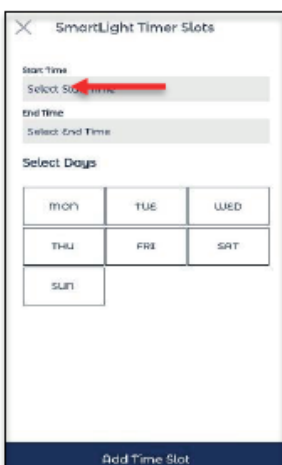 SmartLight Timer Slots
Start Time
Select Start Time
End Time
Select End Time
Select Days
mon TUE WED
THU FRI SAT
sun
Add Time Slot